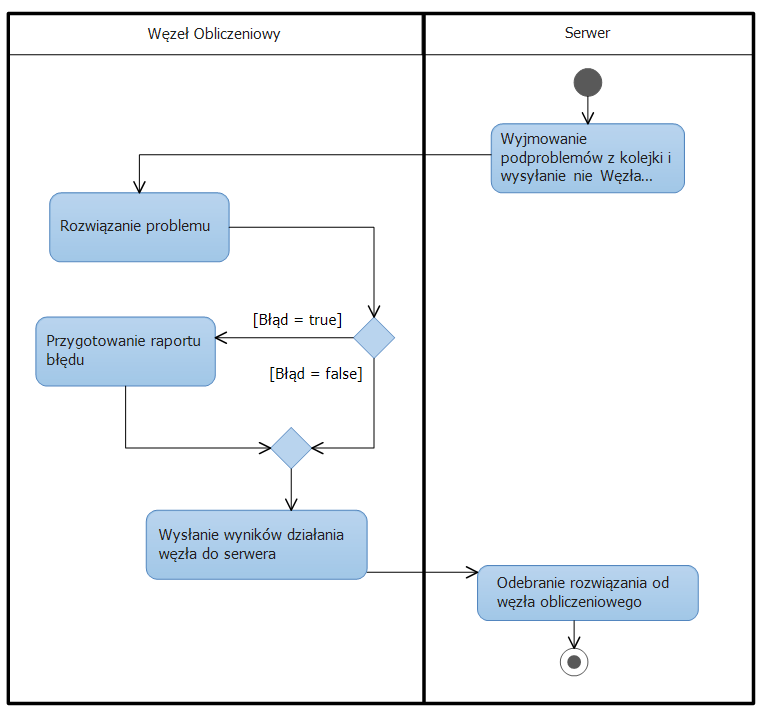 Węzeł Obliczeniowy
Serwer
Wyjmowanie
podproblemów z kolejki i
wysyłanie nie Węzła...
Rozwiązanie problemu
[Błąd = true]
Przygotowanie raportu
błędu
[Błąd = false]
Wysłanie wyników działania
węzła do serwera
Odebranie rozwiązania od
węzła obliczeniowego